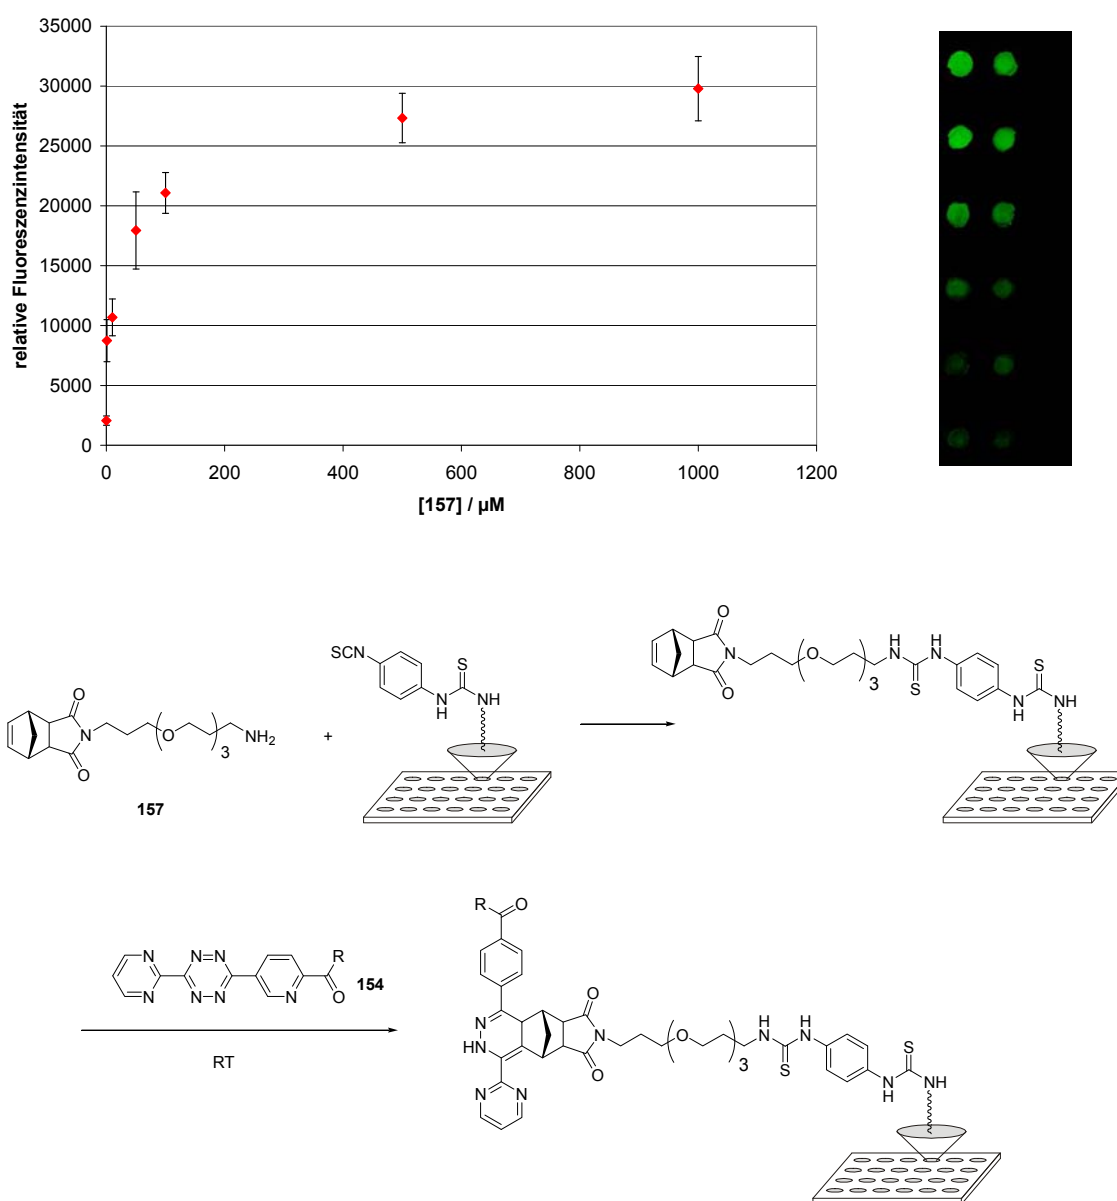 35000
30000
25000
20000
15000
10000
5000
0
relative Fluoreszenzintensität
0 200 400 600 800 1000 1200
[157] / µM
O
N
O
O
3
NH2
157
+
SCN
S
N
H
NH
O
N
O
O
3
H
N
S
H
N
S
N
H
NH
N
N
N N
N N
N
R
O
154
RT
R
O
N
HN
N
N
O
N
O
O
3
H
N
S
H
N
S
N
H
NH